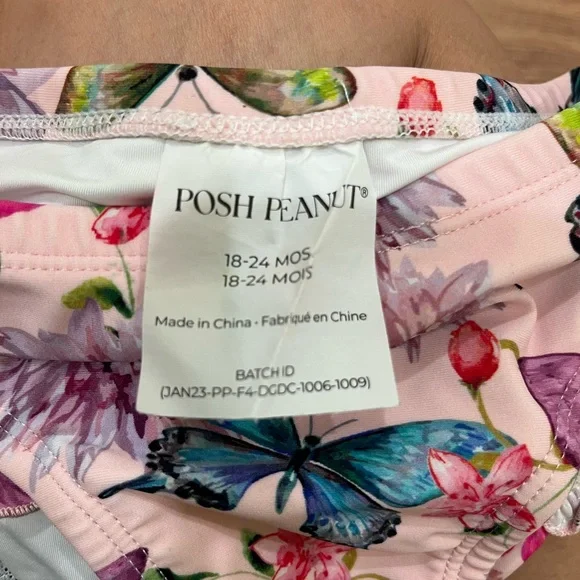 POSH PEANUT®
18-24 MOS
18-24 MOIS
Made in China • Fabriqué en Chine
BATCH ID
(JAN23-PP-F4-DGDC-1006-1009)